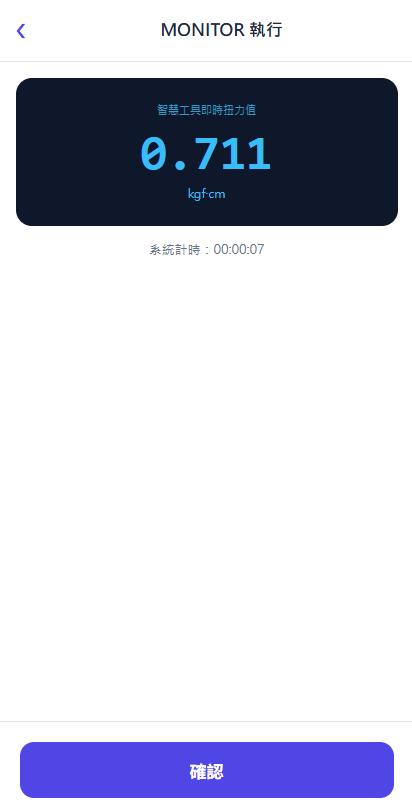 ‹
MONITOR 執行
智慧工具即時扭力值
0.711
kgf·cm
系統計時：00:00:07
確認